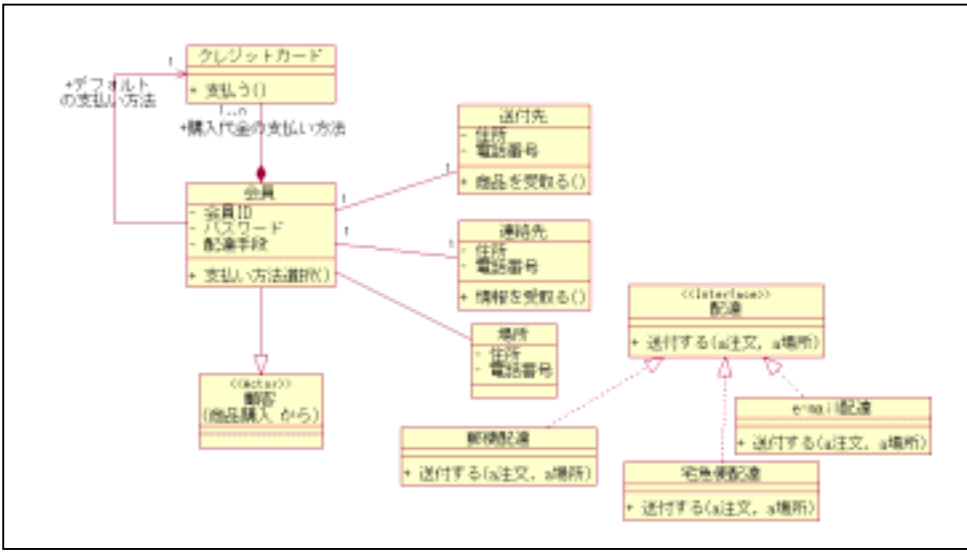 クレジットカード
+ 支払う()
1
+デフォルト
の支払い方法
1..n
+購入代金の支払い方法
会員
- 会員ID
- パスワード
- 配達手段
+ 支払い方法選択()
1
1
1
1
送付先
- 住所
- 電話番号
+ 商品を受取る()
連絡先
- 住所
- 電話番号
+ 情報を受取る()
場所
- 住所
- 電話番号
<<Actor>>
顧客
(商品購入 から)
<<Interface>>
配達
+ 送付する(a注文, a場所)
郵便配達
+ 送付する(a注文, a場所)
e-mail配達
+ 送付する(a注文, a場所)
宅急便配達
+ 送付する(a注文, a場所)